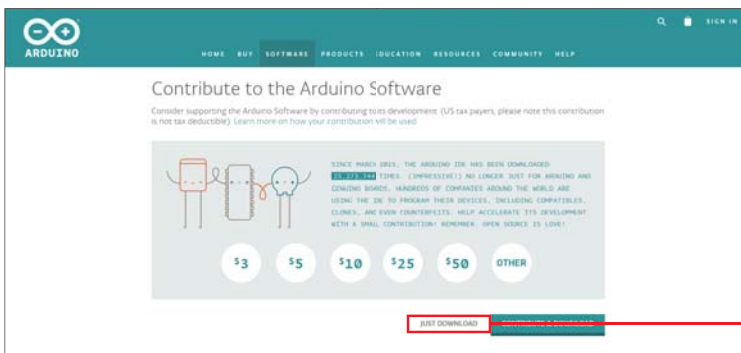 SIGN IN
ARDUINO
HOME BUY SOFTWARE PRODUCTS EDUCATION RESOURCES COMMUNITY HELP
Contribute to the Arduino Software
Consider supporting the Arduino Software by contributing to its development. (US tax payers, please note this contribution
is not tax deductible). Learn more on how your contribution will be used.
SINCE MARCH 2015, THE ARDUINO IDE HAS BEEN DOWNLOADED
TIMES. (IMPRESSIVE!) NO LONGER JUST FOR ARDUINO AND
GENUINO BOARDS, HUNDREDS OF COMPANIES AROUND THE WORLD ARE
USING THE IDE TO PROGRAM THEIR DEVICES, INCLUDING COMPATIBLES,
CLONES, AND EVEN COUNTERFEITS. HELP ACCELERATE ITS DEVELOPMENT
WITH A SMALL CONTRIBUTION! REMEMBER: OPEN SOURCE IS LOVE!
$3 $5 $10 $25 $50 OTHER
JUST DOWNLOAD CONTRIBUTE & DOWNLOAD